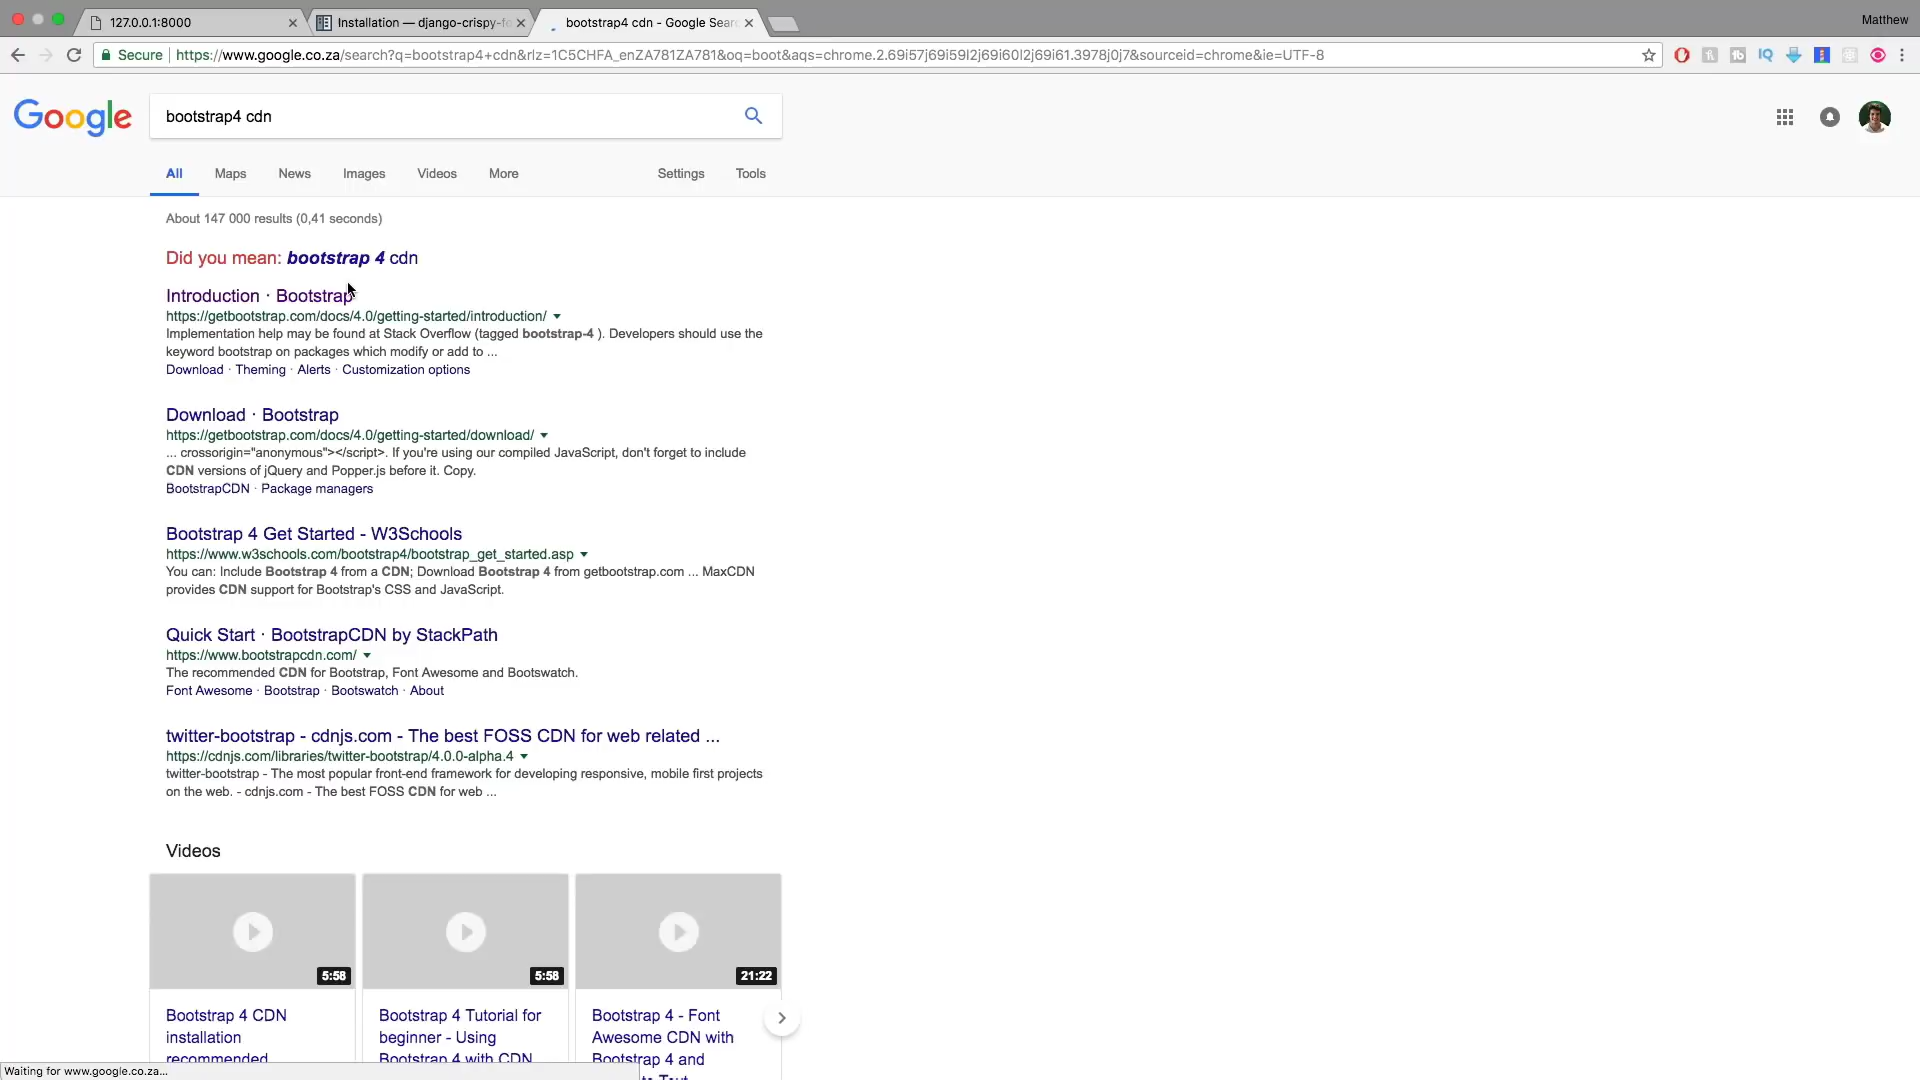 127.0.0.1:8000
Installation — django-crispy-fo
bootstrap4 cdn - Google Sear
Matthew
Secure
https://www.google.co.za/search?q=bootstrap4+cdn&rlz=1C5CHFA_enZA781ZA781&oq=boot&aqs=chrome.2.69i57j69i59l2j69i60l2j69i61.3978j0j7&sourceid=chrome&ie=UTF-8
Google
bootstrap4 cdn
All Maps News Images Videos More Settings Tools
About 147 000 results (0,41 seconds)
Did you mean: bootstrap 4 cdn
Introduction · Bootstrap
https://getbootstrap.com/docs/4.0/getting-started/introduction/
Implementation help may be found at Stack Overflow (tagged bootstrap-4 ). Developers should use the
keyword bootstrap on packages which modify or add to ...
Download · Theming · Alerts · Customization options
Download · Bootstrap
https://getbootstrap.com/docs/4.0/getting-started/download/
... crossorigin="anonymous"></script>. If you're using our compiled JavaScript, don't forget to include
CDN versions of jQuery and Popper.js before it. Copy.
BootstrapCDN · Package managers
Bootstrap 4 Get Started - W3Schools
https://www.w3schools.com/bootstrap4/bootstrap_get_started.asp
You can: Include Bootstrap 4 from a CDN; Download Bootstrap 4 from getbootstrap.com ... MaxCDN
provides CDN support for Bootstrap's CSS and JavaScript.
Quick Start · BootstrapCDN by StackPath
https://www.bootstrapcdn.com/
The recommended CDN for Bootstrap, Font Awesome and Bootswatch.
Font Awesome · Bootstrap · Bootswatch · About
twitter-bootstrap - cdnjs.com - The best FOSS CDN for web related ...
https://cdnjs.com/libraries/twitter-bootstrap/4.0.0-alpha.4
twitter-bootstrap - The most popular front-end framework for developing responsive, mobile first projects
on the web. - cdnjs.com - The best FOSS CDN for web ...
Videos
5:58
5:58
21:22
Bootstrap 4 CDN
installation
recommended
Bootstrap 4 Tutorial for
beginner - Using
Bootstrap 4 with CDN
Bootstrap 4 - Font
Awesome CDN with
Bootstrap 4 and
Waiting for www.google.co.za...